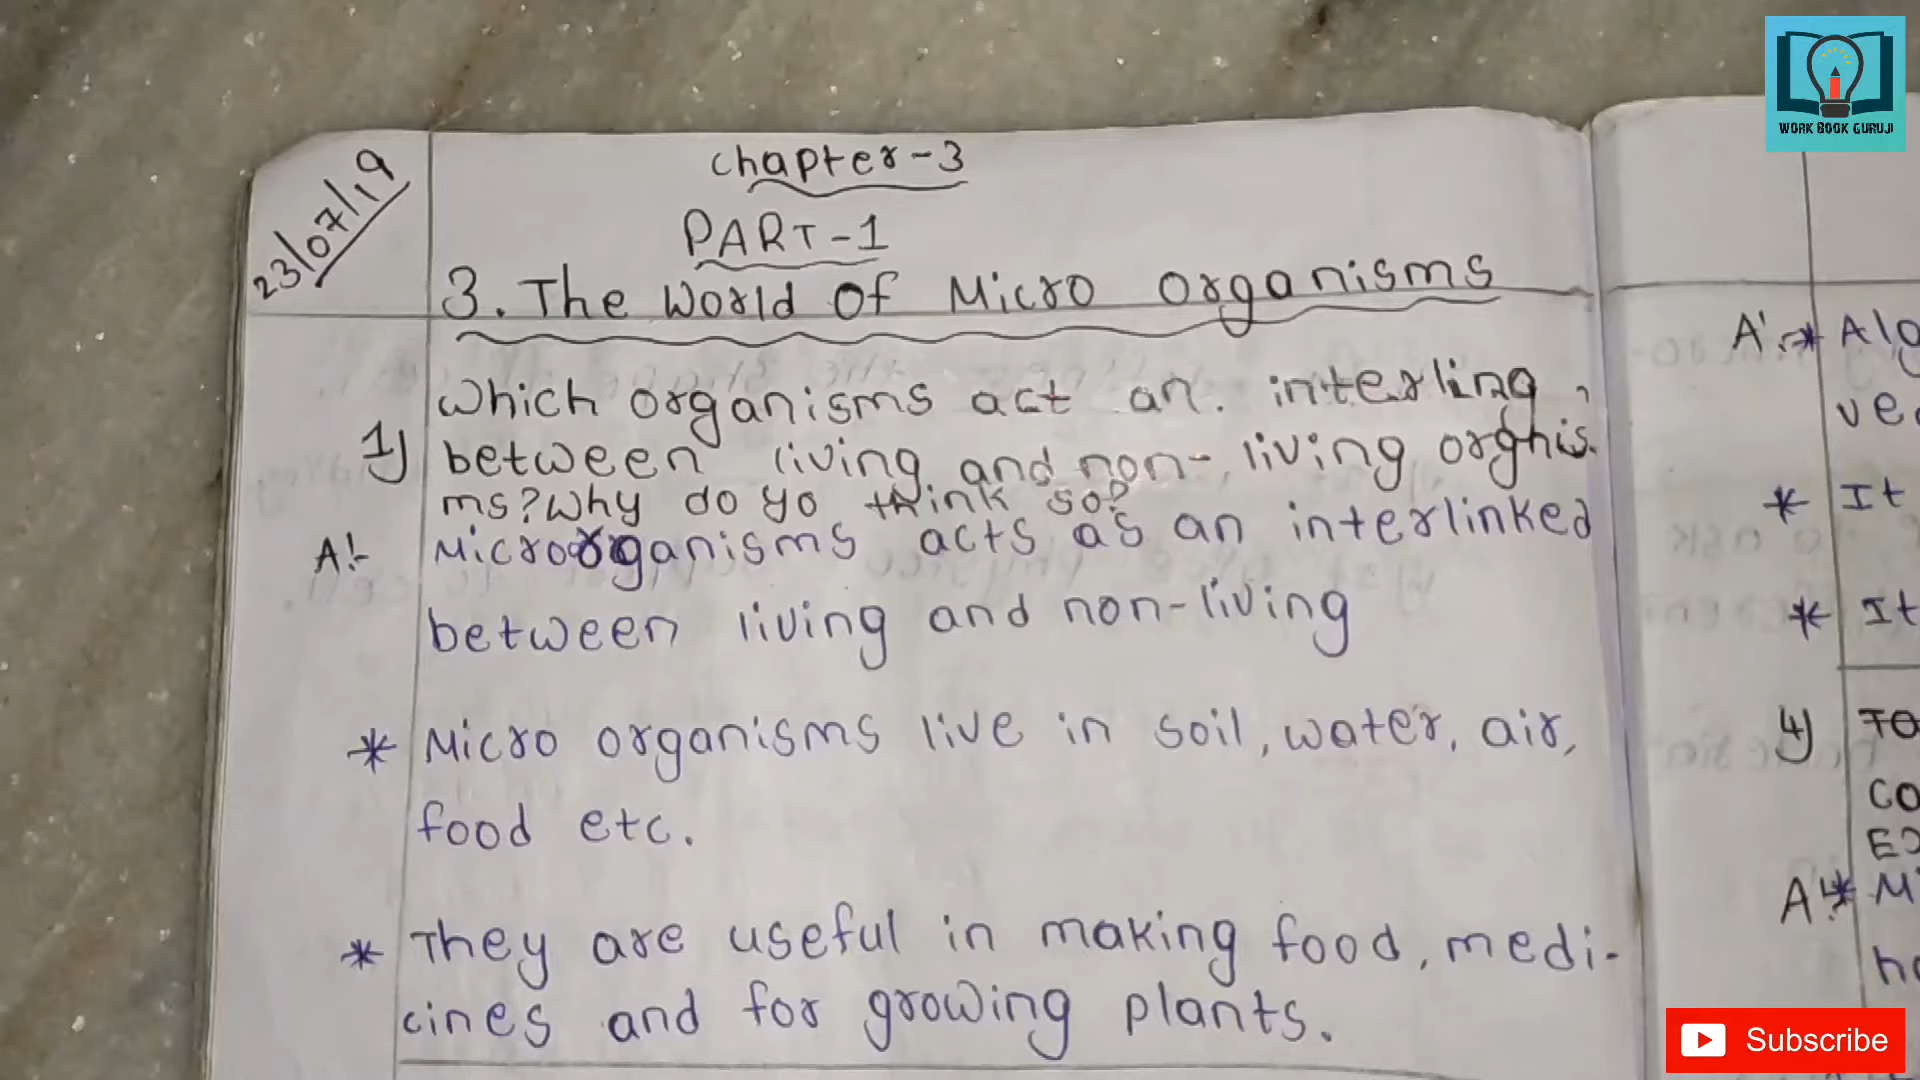 WORK BOOK GURUJI
23/07/19
Chapter-3
PART-1
3. The World of Micro organisms
Which organisms act an. interling,
1) between living and non-living orghis.
ms? Why do yo think so?
A:- Microorganisms acts as an interlinked
between living and non-living
* Micro organisms live in soil, water, air,
food etc.
* They are useful in making food, medi-
cines and for growing plants.
A:*
* It
* It
4)
A:*
Subscribe